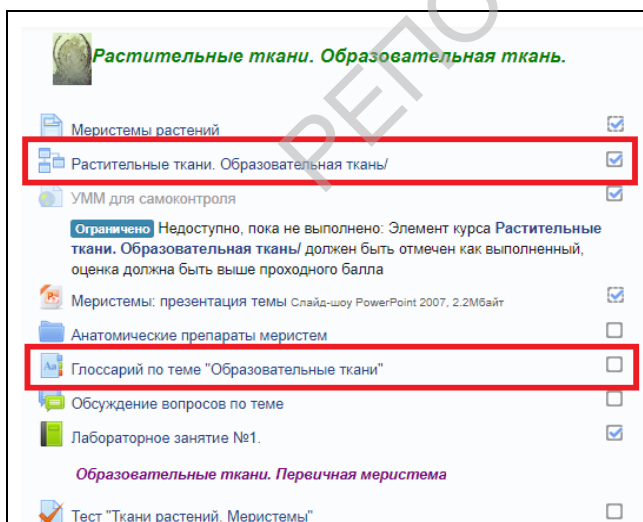 Растительные ткани. Образовательная ткань.
Меристемы растений
Растительные ткани. Образовательная ткань/
УММ для самоконтроля
Ограничено Недоступно, пока не выполнено: Элемент курса Растительные
ткани. Образовательная ткань/ должен быть отмечен как выполненный,
оценка должна быть выше проходного балла
Меристемы: презентация темы Слайд-шоу PowerPoint 2007, 2.2Мбайт
Анатомические препараты меристем
Глоссарий по теме "Образовательные ткани"
Обсуждение вопросов по теме
Лабораторное занятие №1.
Образовательные ткани. Первичная меристема
Тест "Ткани растений. Меристемы"
РЕПО